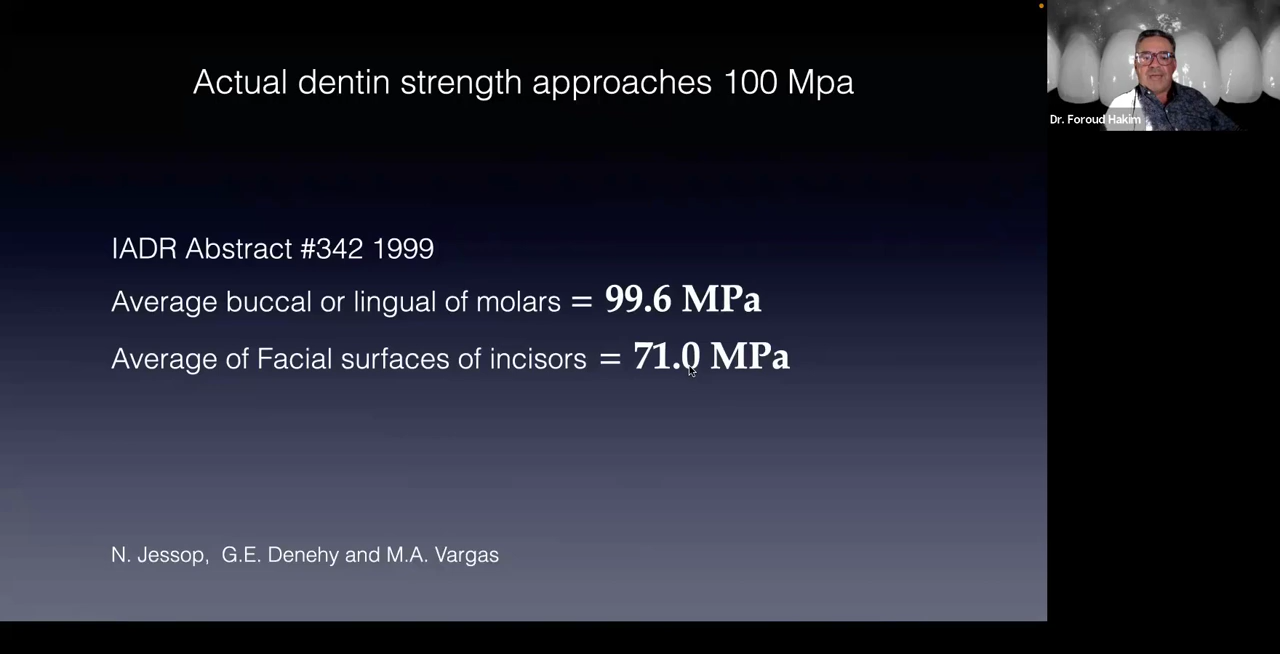 Actual dentin strength approaches 100 Mpa
IADR Abstract #342 1999
Average buccal or lingual of molars = 99.6 MPa
Average of Facial surfaces of incisors = 71.0 MPa
N. Jessop, G.E. Denehy and M.A. Vargas
Dr. Foroud Hakim